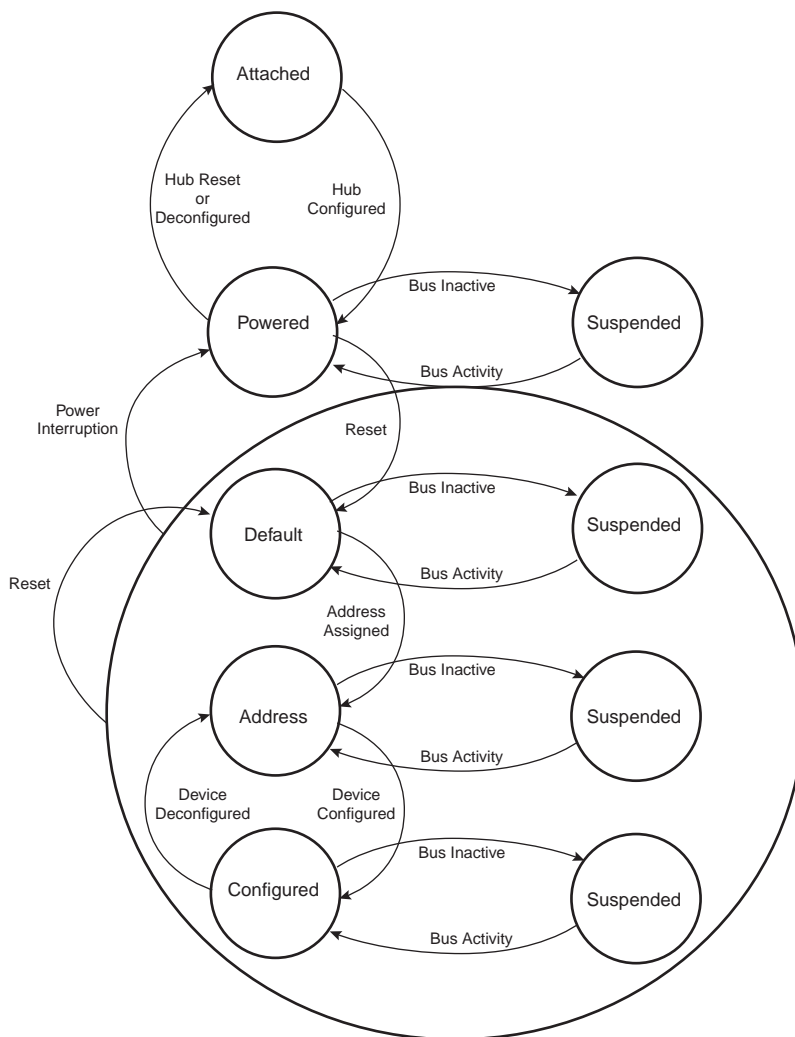 Attached
Hub Reset
or
Deconfigured
Hub
Configured
Bus Inactive
Powered
Suspended
Bus Activity
Power
Interruption
Reset
Bus Inactive
Default
Suspended
Bus Activity
Reset
Address
Assigned
Bus Inactive
Address
Suspended
Bus Activity
Device
Deconfigured
Device
Configured
Bus Inactive
Configured
Suspended
Bus Activity